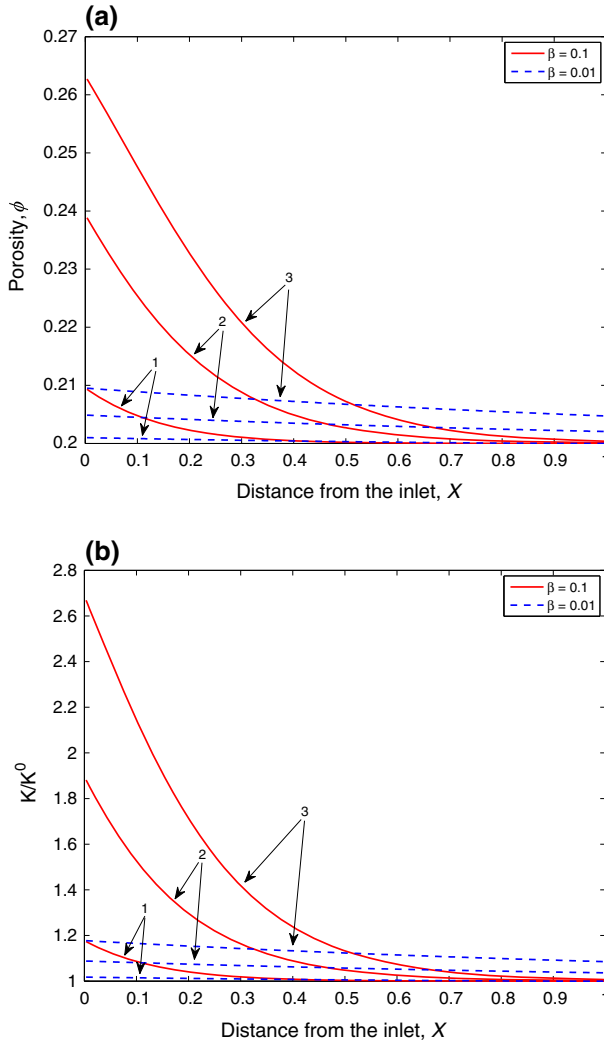 (a)
0.27
0.26
0.25
0.24
0.23
0.22
0.21
0.2
Porosity, ϕ
β = 0.1
β = 0.01
1
2
3
0 0.1 0.2 0.3 0.4 0.5 0.6 0.7 0.8 0.9 1
Distance from the inlet, X
(b)
2.8
2.6
2.4
2.2
2
1.8
1.6
1.4
1.2
1
K/K⁰
β = 0.1
β = 0.01
1
2
3
0 0.1 0.2 0.3 0.4 0.5 0.6 0.7 0.8 0.9 1
Distance from the inlet, X